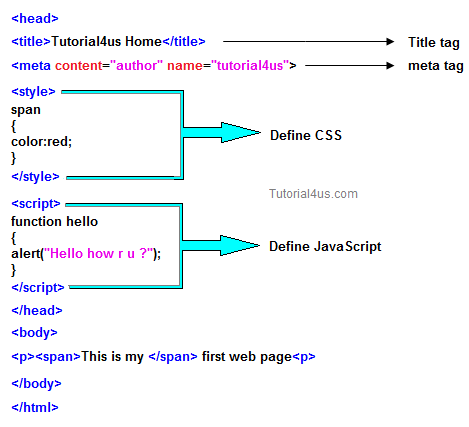 <head>
<title>Tutorial4us Home</title> Title tag
<meta content="author" name="tutorial4us"> meta tag
<style>
span
{
color:red;
}
</style>
Define CSS
Tutorial4us.com
<script>
function hello
{
alert("Hello how r u ?");
}
</script>
Define JavaScript
</head>
<body>
<p><span>This is my </span> first web page<p>
</body>
</html>